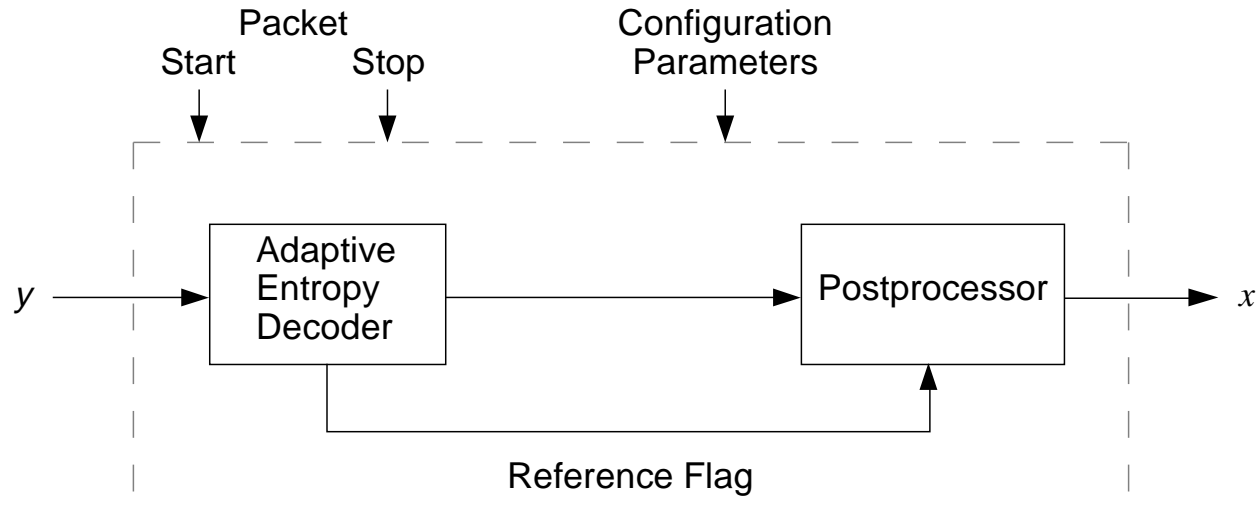 Packet
Start
Stop
Configuration
Parameters
y
Adaptive
Entropy
Decoder
Postprocessor
x
Reference Flag